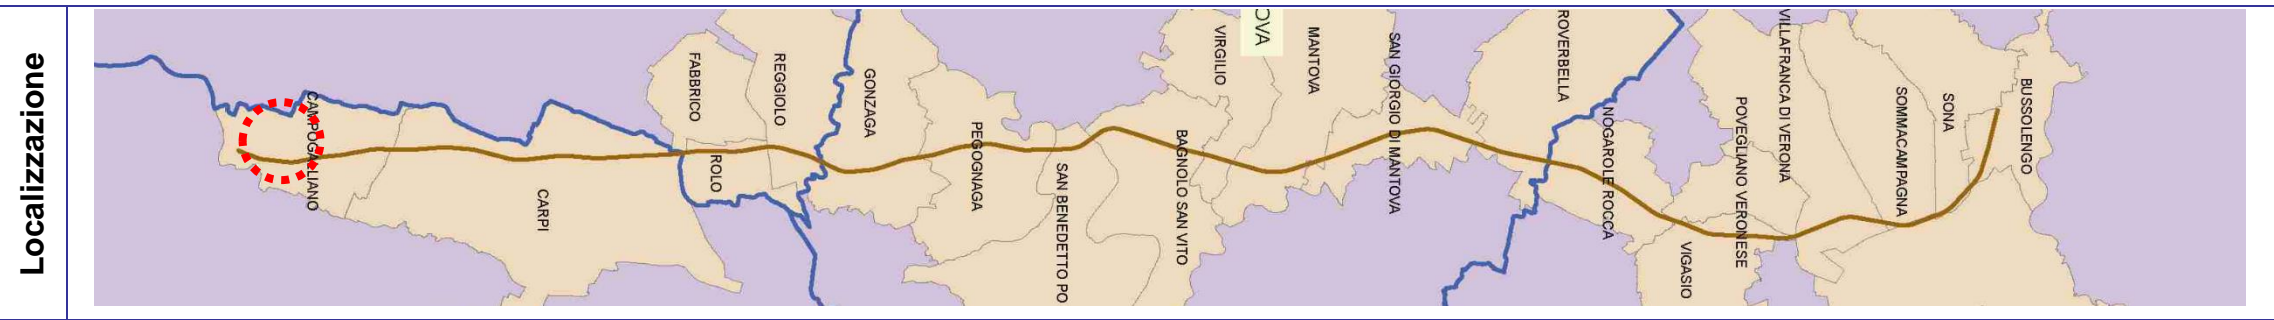 Localizzazione
CAMPOGALLIANO
CARPI
FABBRICO
REGGIOLO
ROLO
GONZAGA
PEGOGNAGA
SAN BENEDETTO PO
BAGNOLO SAN VITO
VIRGILIO
OVA
MANTOVA
SAN GIORGIO DI MANTOVA
ROVERBELLA
NOGAROLE ROCCA
VIGASIO
POVEGLIANO VERONESE
VILLAFRANCA DI VERONA
SOMMACAMPAGNA
SONA
BUSSOLENGO